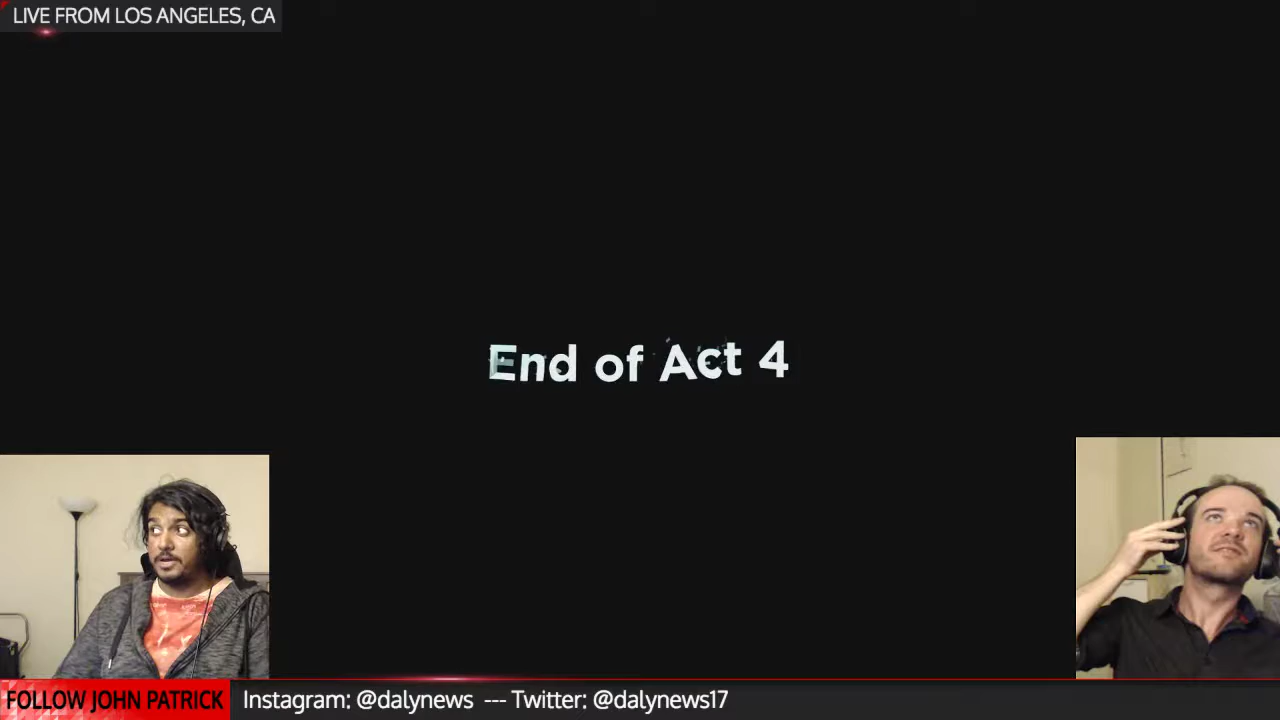 LIVE FROM LOS ANGELES, CA
End of Act 4
FOLLOW JOHN PATRICK
Instagram: @dalynews --- Twitter: @dalynews17